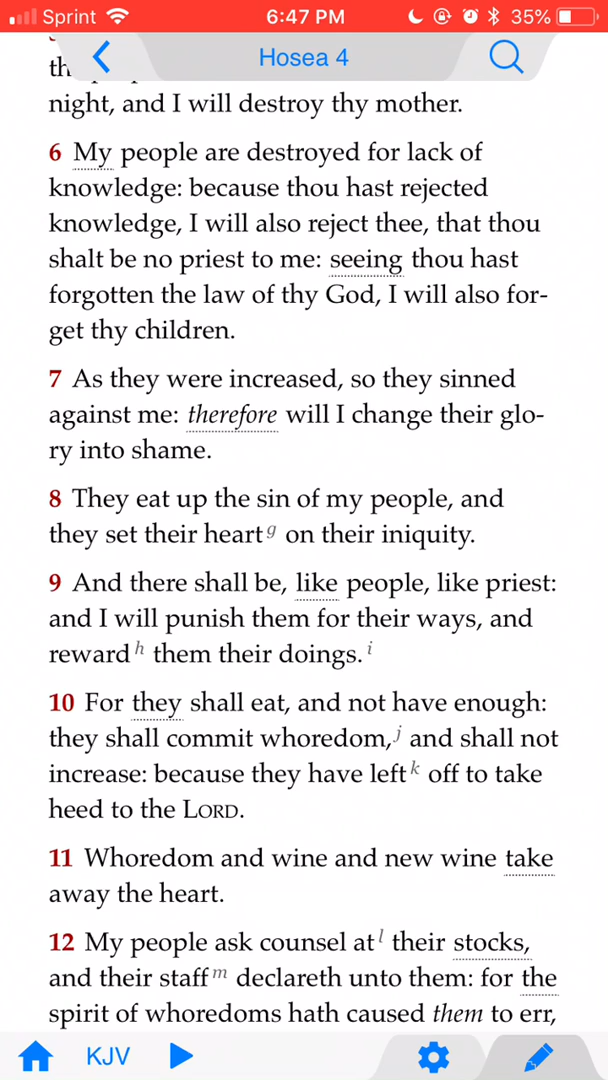 Sprint 6:47 PM 35%
Hosea 4
night, and I will destroy thy mother.
6 My people are destroyed for lack of
knowledge: because thou hast rejected
knowledge, I will also reject thee, that thou
shalt be no priest to me: seeing thou hast
forgotten the law of thy God, I will also for-
get thy children.
7 As they were increased, so they sinned
against me: therefore will I change their glo-
ry into shame.
8 They eat up the sin of my people, and
they set their heart g on their iniquity.
9 And there shall be, like people, like priest:
and I will punish them for their ways, and
reward h them their doings. i
10 For they shall eat, and not have enough:
they shall commit whoredom, j and shall not
increase: because they have left k off to take
heed to the LORD.
11 Whoredom and wine and new wine take
away the heart.
12 My people ask counsel at l their stocks,
and their staff m declareth unto them: for the
spirit of whoredoms hath caused them to err,
KJV